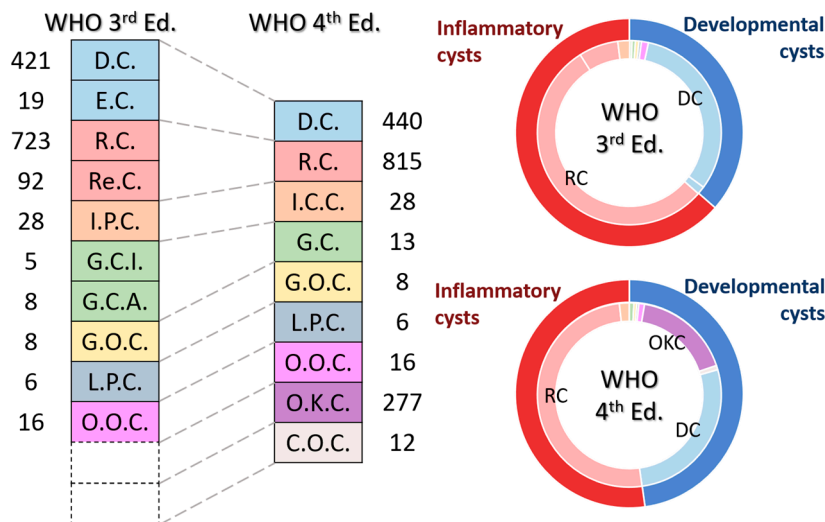 WHO 3rd Ed.
421 D.C.
19 E.C.
723 R.C.
92 Re.C.
28 I.P.C.
5 G.C.I.
8 G.C.A.
8 G.O.C.
6 L.P.C.
16 O.O.C.
WHO 4th Ed.
D.C. 440
R.C. 815
I.C.C. 28
G.C. 13
G.O.C. 8
L.P.C. 6
O.O.C. 16
O.K.C. 277
C.O.C. 12
Inflammatory
cysts
Developmental
cysts
WHO
3rd Ed.
DC
RC
Inflammatory
cysts
Developmental
cysts
OKC
WHO
4th Ed.
RC
DC